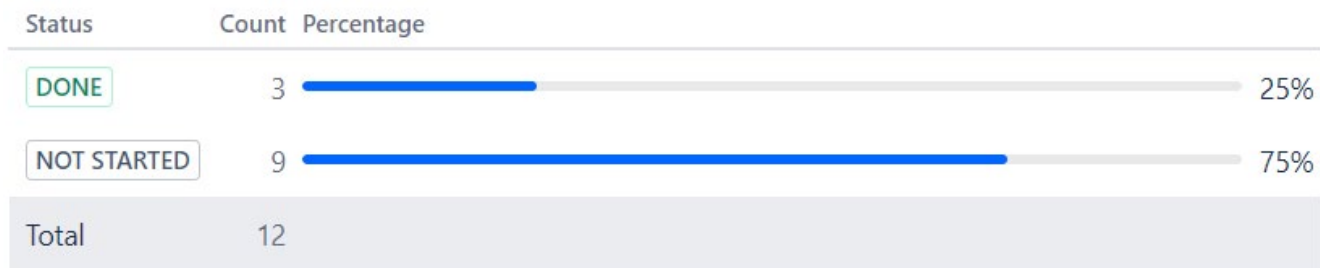 Status Count Percentage
DONE 3 25%
NOT STARTED 9 75%
Total 12